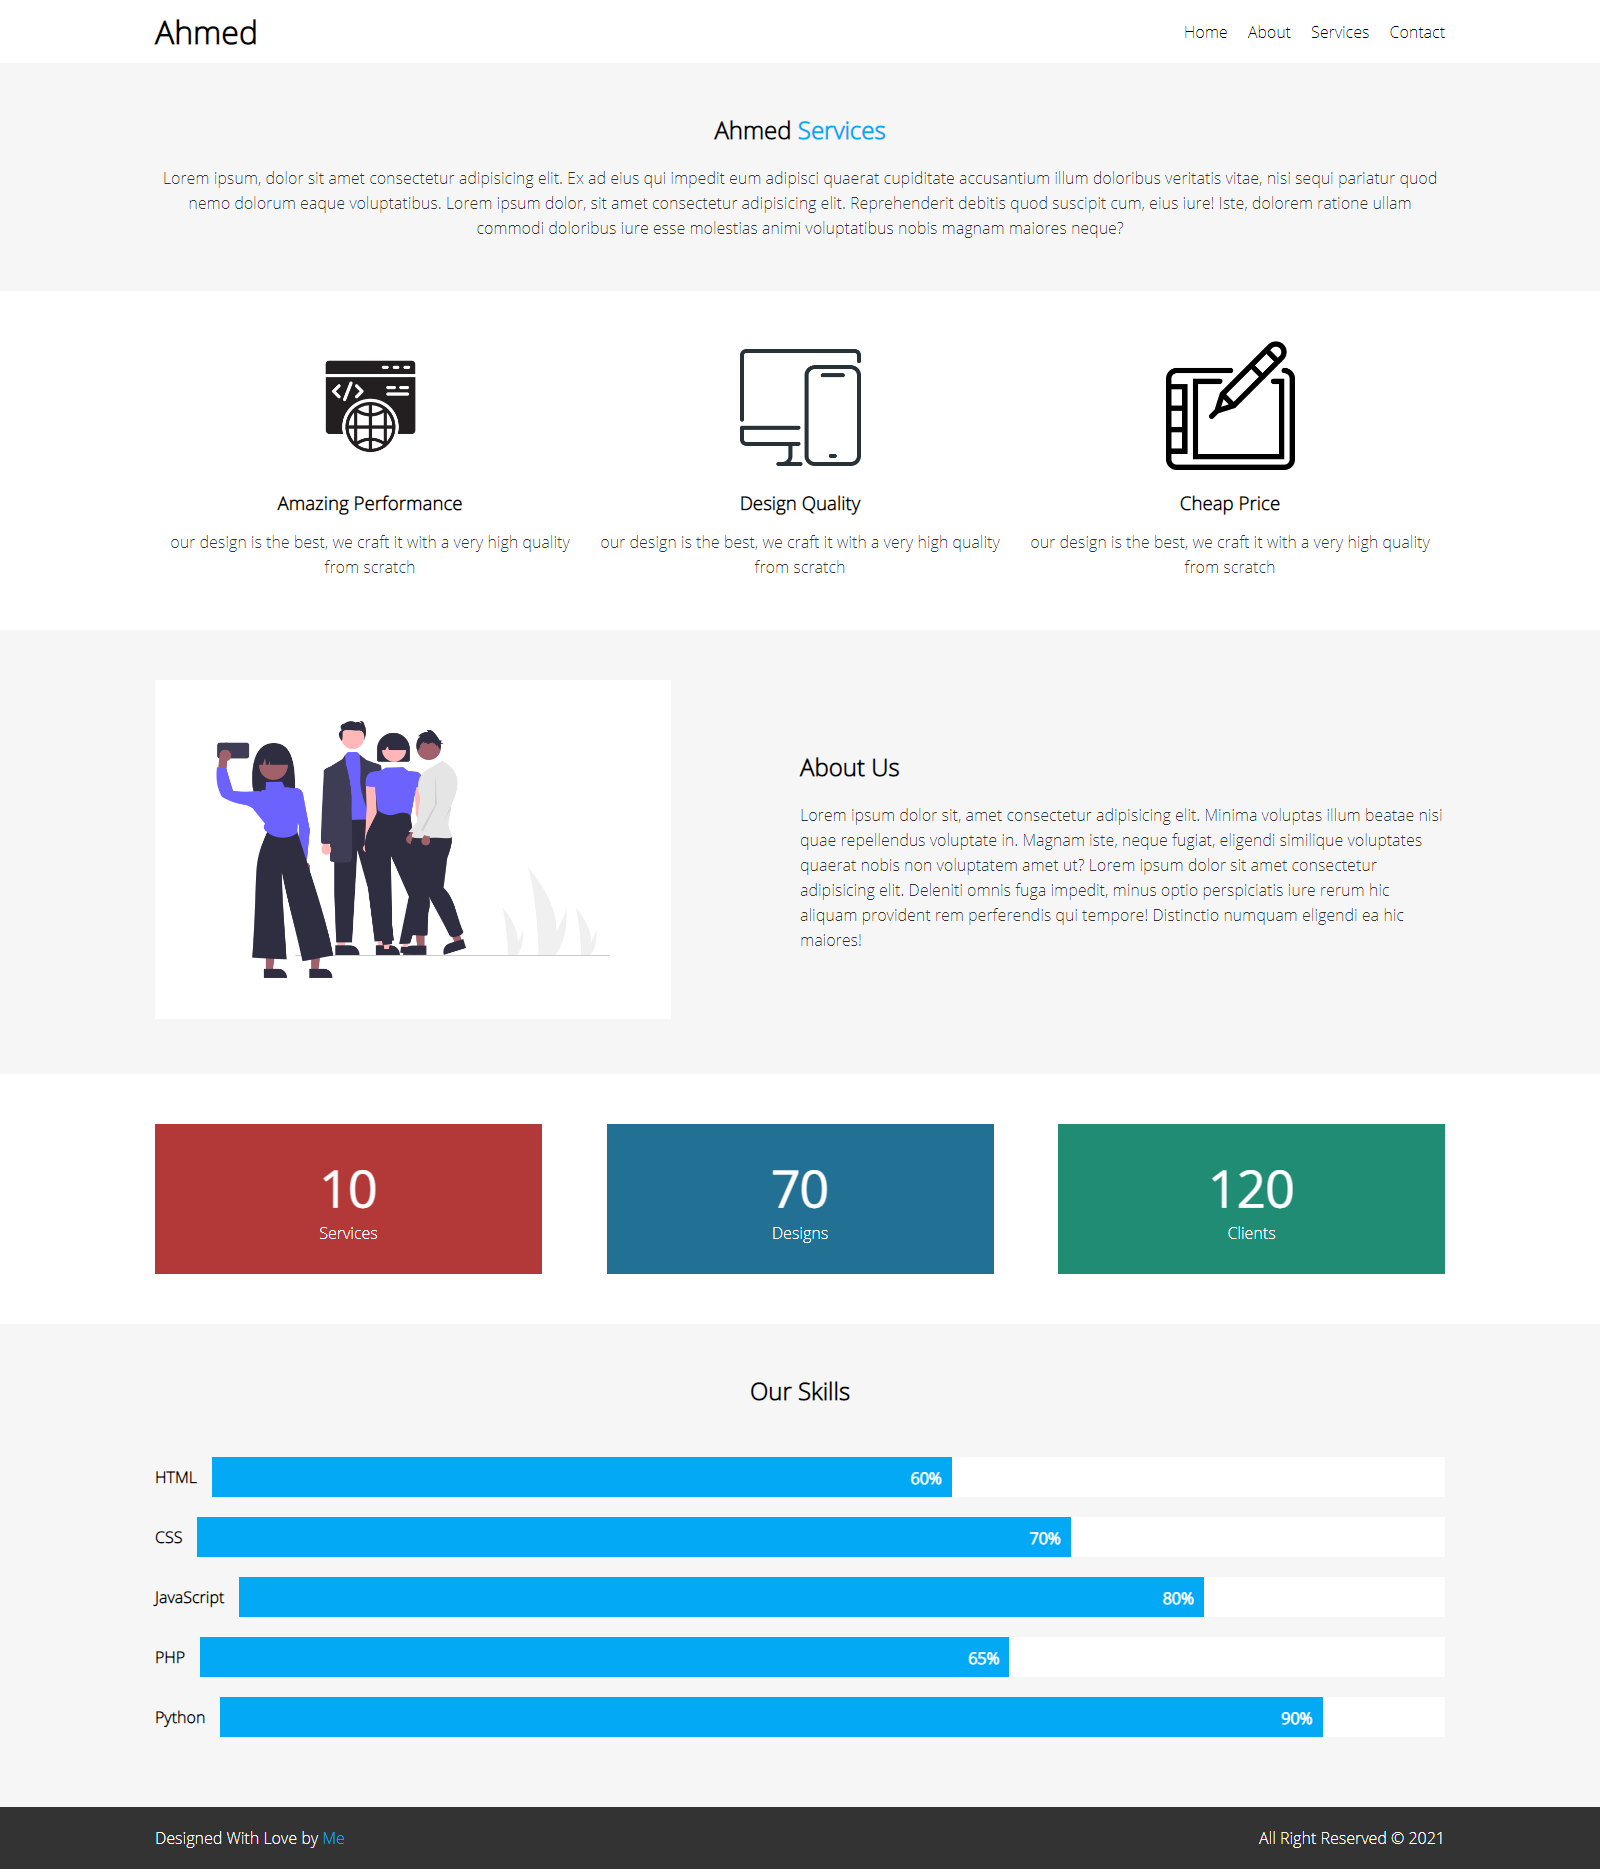 Ahmed
Home About Services Contact
Ahmed Services
Lorem ipsum, dolor sit amet consectetur adipisicing elit. Ex ad eius qui impedit eum adipisci quaerat cupiditate accusantium illum doloribus veritatis vitae, nisi sequi pariatur quod
nemo dolorum eaque voluptatibus. Lorem ipsum dolor, sit amet consectetur adipisicing elit. Reprehenderit debitis quod suscipit cum, eius iure! Iste, dolorem ratione ullam
commodi doloribus iure esse molestias animi voluptatibus nobis magnam maiores neque?
Amazing Performance
our design is the best, we craft it with a very high quality
from scratch
Design Quality
our design is the best, we craft it with a very high quality
from scratch
Cheap Price
our design is the best, we craft it with a very high quality
from scratch
About Us
Lorem ipsum dolor sit, amet consectetur adipisicing elit. Minima voluptas illum beatae nisi
quae repellendus voluptate in. Magnam iste, neque fugiat, eligendi similique voluptates
quaerat nobis non voluptatem amet ut? Lorem ipsum dolor sit amet consectetur
adipisicing elit. Deleniti omnis fuga impedit, minus optio perspiciatis iure rerum hic
aliquam provident rem perferendis qui tempore! Distinctio numquam eligendi ea hic
maiores!
10
Services
70
Designs
120
Clients
Our Skills
HTML 60%
CSS 70%
JavaScript 80%
PHP 65%
Python 90%
Designed With Love by Me
All Right Reserved © 2021